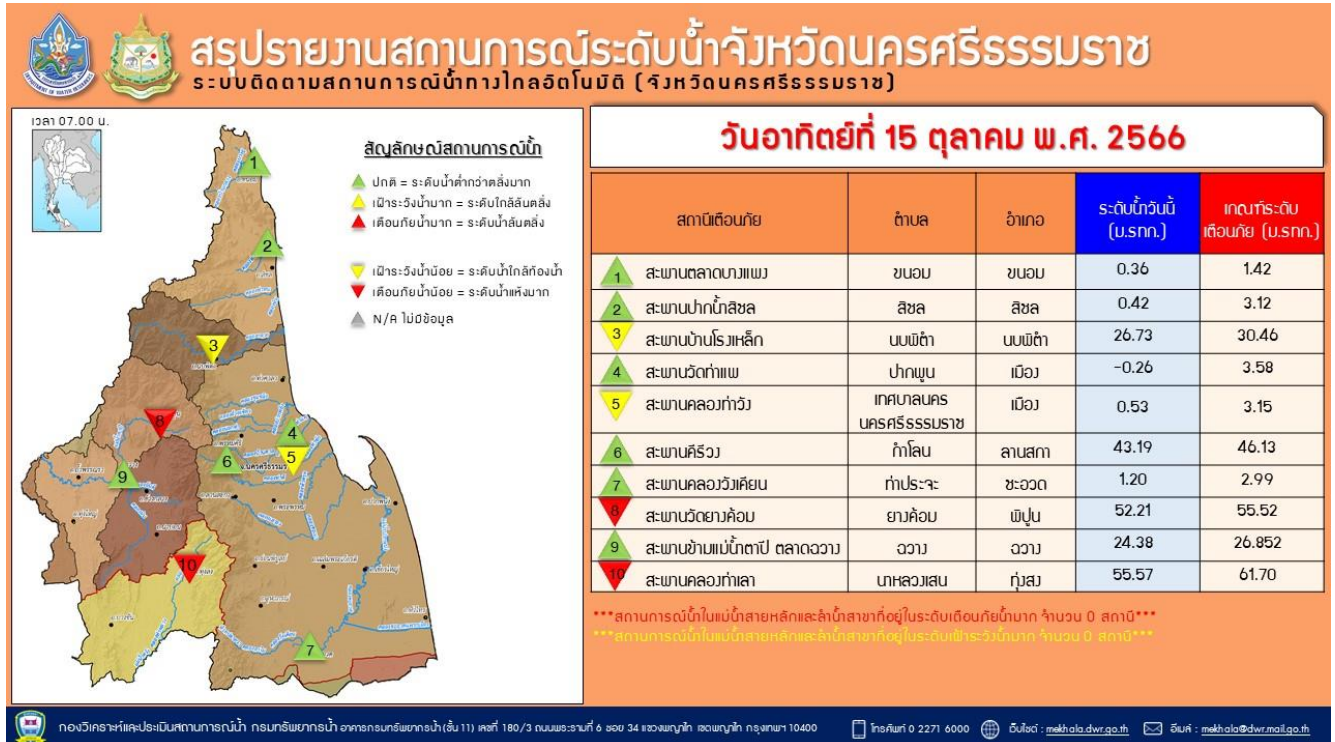 สรุปรายงานสถานการณ์ระดับน้ำจังหวัดนครศรีธรรมราช
ระบบติดตามสถานการณ์น้ำทางไกลอัตโนมัติ (จังหวัดนครศรีธรรมราช)
เวลา 07.00 น.
สัญลักษณ์สถานการณ์น้ำ
ปกติ = ระดับน้ำต่ำกว่าตลิ่งมาก
เฝ้าระวังน้ำมาก = ระดับใกล้ล้นตลิ่ง
เตือนภัยน้ำมาก = ระดับน้ำล้นตลิ่ง
เฝ้าระวังน้ำน้อย = ระดับน้ำใกล้ท้องน้ำ
เตือนภัยน้ำน้อย = ระดับน้ำแห้งมาก
N/A ไม่มีข้อมูล
1
2
3
8
4
5
6
9
10
7
วันอาทิตย์ที่ 15 ตุลาคม พ.ศ. 2566
สถานีเตือนภัย ตำบล อำเภอ ระดับน้ำวันนี้ (ม.รทก.) เกณฑ์ระดับเตือนภัย (ม.รทก.)
1 สะพานตลาดบางแพง ขนอม ขนอม 0.36 1.42
2 สะพานปากน้ำสิชล สิชล สิชล 0.42 3.12
3 สะพานบ้านโรงเหล็ก นบพิตำ นบพิตำ 26.73 30.46
4 สะพานวัดท่าแพ ปากพูน เมือง -0.26 3.58
5 สะพานคลองท่าวัง เทศบาลนครนครศรีธรรมราช เมือง 0.53 3.15
6 สะพานคีรีวง กำโลน ลานสกา 43.19 46.13
7 สะพานคลองวังเคียน ท่าประจะ ชะอวด 1.20 2.99
8 สะพานวัดยางค้อม ยางค้อม พิปูน 52.21 55.52
9 สะพานข้ามแม่น้ำตาปี ตลาดฉวาง ฉวาง ฉวาง 24.38 26.852
10 สะพานคลองท่าเลา นาหลวงเสน ทุ่งสง 55.57 61.70
***สถานการณ์น้ำในแม่น้ำสายหลักและลำน้ำสาขาที่อยู่ในระดับเตือนภัยน้ำมาก จำนวน 0 สถานี***
***สถานการณ์น้ำในแม่น้ำสายหลักและลำน้ำสาขาที่อยู่ในระดับเฝ้าระวังน้ำมาก จำนวน 0 สถานี***
กองวิเคราะห์และประเมินสถานการณ์น้ำ กรมทรัพยากรน้ำ อาคารกรมทรัพยากรน้ำ (ชั้น 11) เลขที่ 180/3 ถนนพระรามที่ 6 ซอย 34 แขวงพญาไท เขตพญาไท กรุงเทพฯ 10400 โทรศัพท์ 0 2271 6000 เว็บไซต์ : mekhala.dwr.go.th อีเมล์ : mekhala@dwr.mail.go.th